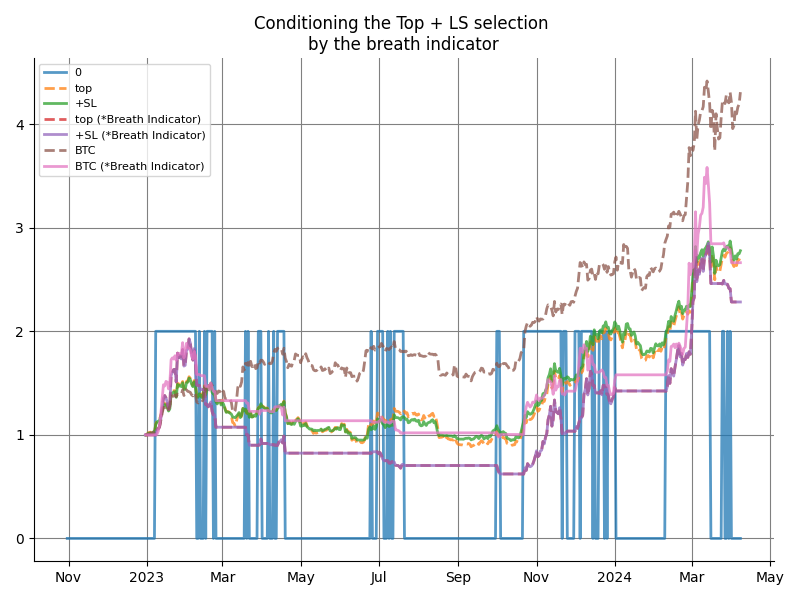 Conditioning the Top + LS selection
by the breath indicator
0
top
+SL
top (*Breath Indicator)
+SL (*Breath Indicator)
BTC
BTC (*Breath Indicator)
4
3
2
1
0
Nov 2023 Mar May Jul Sep Nov 2024 Mar May